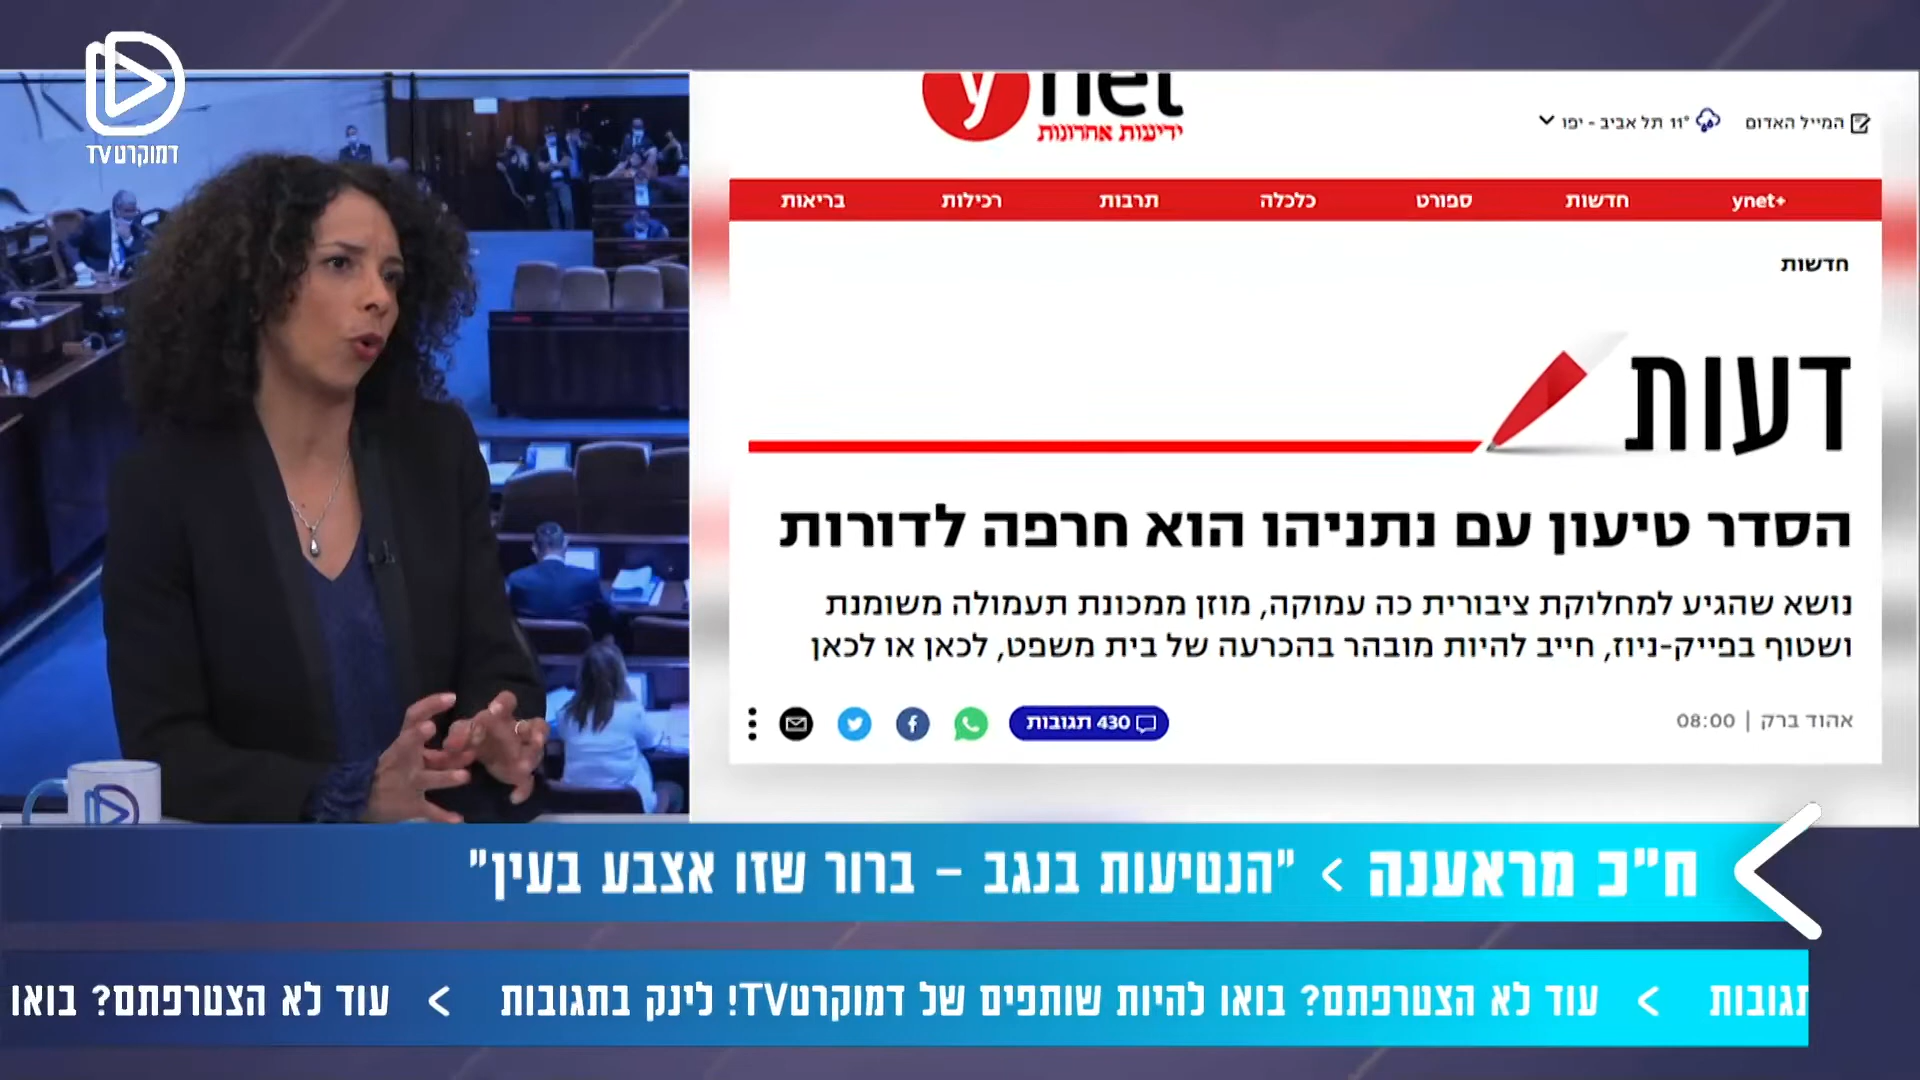 דמוקרטTV
ynet
ידיעות אחרונות
המייל האדום
11° תל אביב - יפו
ynet+ חדשות ספורט כלכלה תרבות רכילות בריאות
חדשות
דעות
הסדר טיעון עם נתניהו הוא חרפה לדורות
נושא שהגיע למחלוקת ציבורית כה עמוקה, מוזן ממכונת תעמולה משומנת
ושטוף בפייק-ניוז, חייב להיות מובהר בהכרעה של בית משפט, לכאן או לכאן
אהוד ברק | 08:00
430 תגובות
ח"כ מראענה > "הנטיעות בנגב – ברור שזו אצבע בעין"
תגובות > עוד לא הצטרפתם? בואו להיות שותפים של דמוקרטTV! לינק בתגובות > עוד לא הצטרפתם? בואו